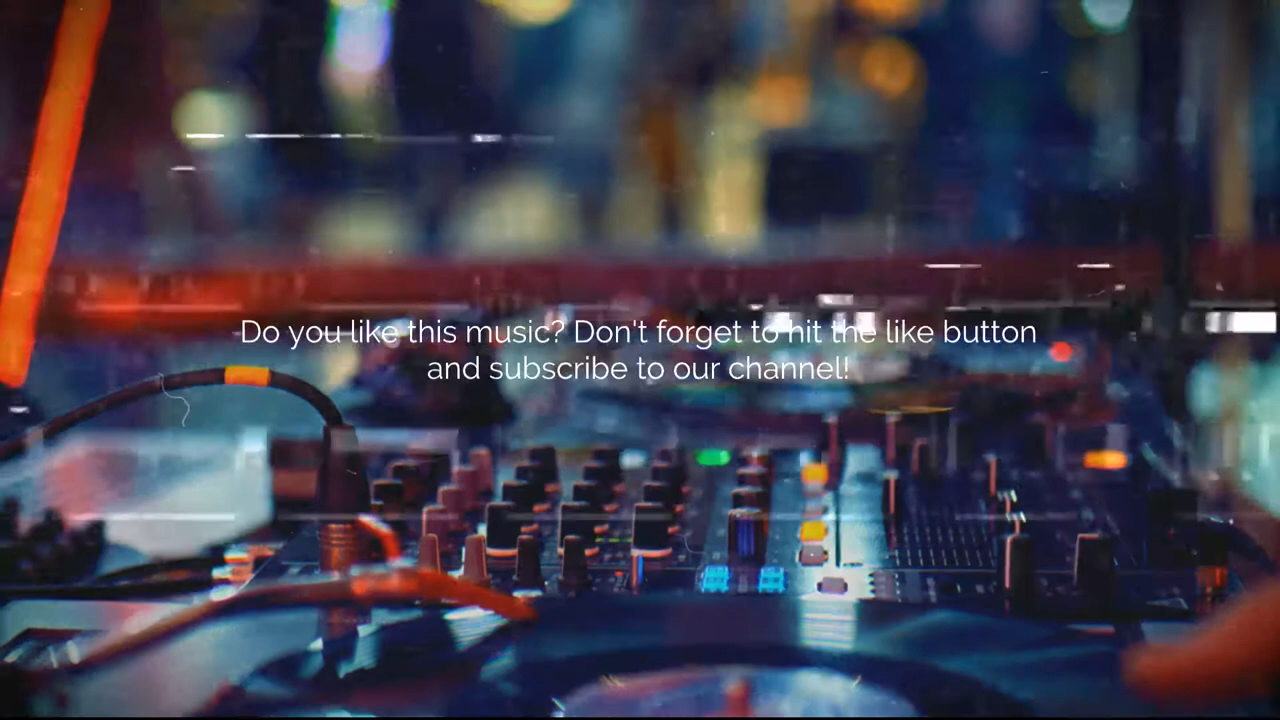 Do you like this music? Don't forget to hit the like button
and subscribe to our channel!